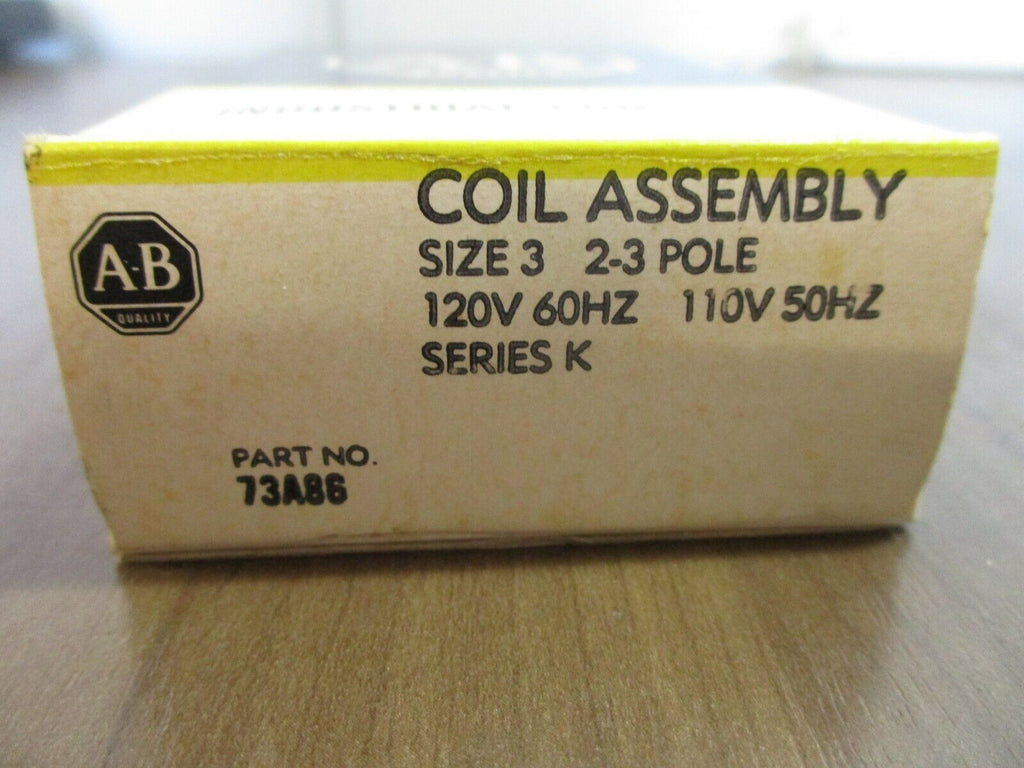 COIL ASSEMBLY
SIZE 3 2-3 POLE
120V 60HZ 110V 50HZ
SERIES K
A-B
QUALITY
PART NO.
73A86